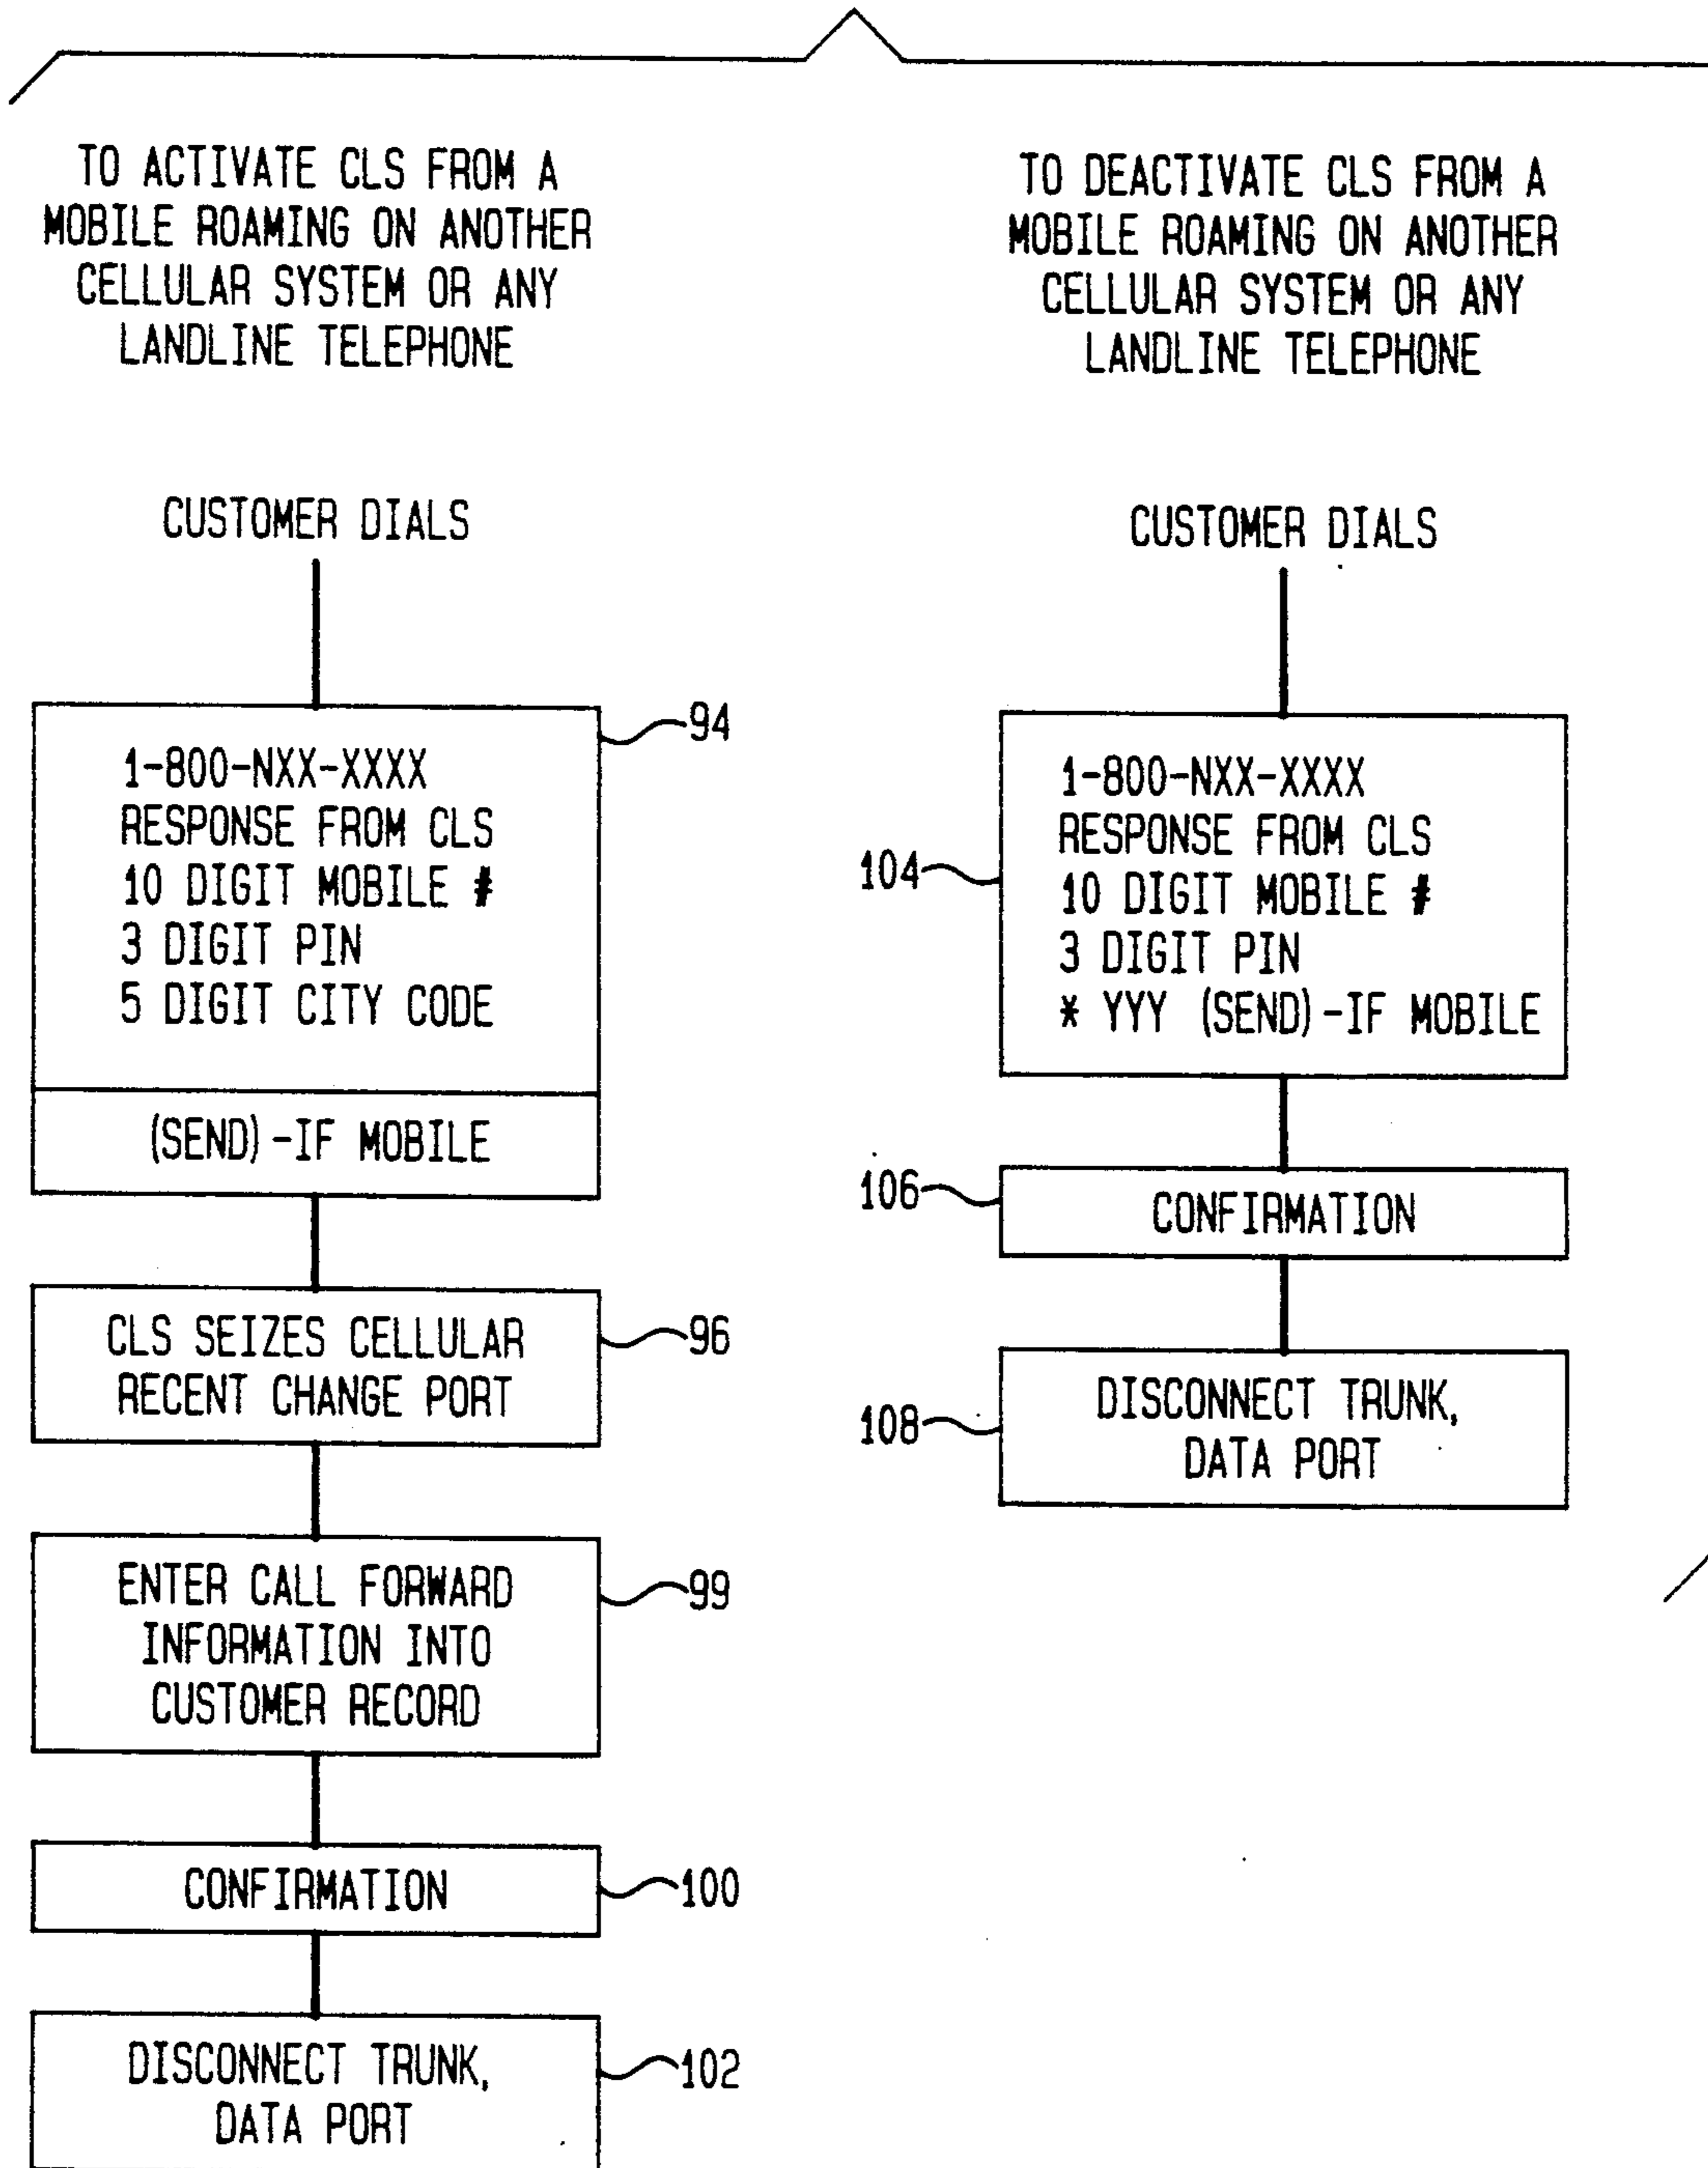 TO ACTIVATE CLS FROM A
MOBILE ROAMING ON ANOTHER
CELLULAR SYSTEM OR ANY
LANDLINE TELEPHONE
CUSTOMER DIALS
94
1-800-NXX-XXXX
RESPONSE FROM CLS
10 DIGIT MOBILE #
3 DIGIT PIN
5 DIGIT CITY CODE
(SEND)-IF MOBILE
CLS SEIZES CELLULAR
RECENT CHANGE PORT
96
ENTER CALL FORWARD
INFORMATION INTO
CUSTOMER RECORD
99
CONFIRMATION
100
DISCONNECT TRUNK,
DATA PORT
102
TO DEACTIVATE CLS FROM A
MOBILE ROAMING ON ANOTHER
CELLULAR SYSTEM OR ANY
LANDLINE TELEPHONE
CUSTOMER DIALS
104
1-800-NXX-XXXX
RESPONSE FROM CLS
10 DIGIT MOBILE #
3 DIGIT PIN
* YYY (SEND)-IF MOBILE
106
CONFIRMATION
108
DISCONNECT TRUNK,
DATA PORT